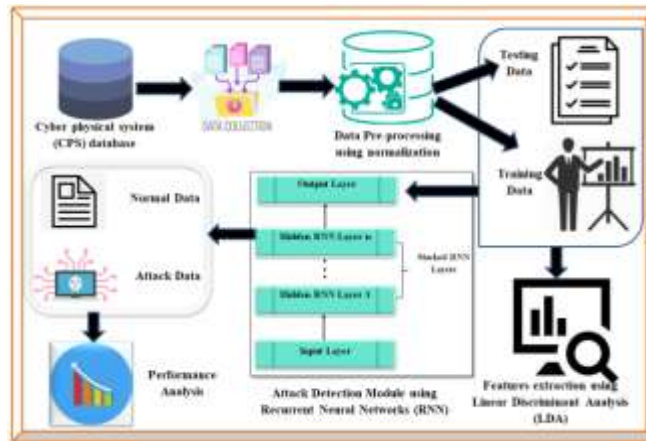 Cyber physical system
(CPS) database
DATA COLLECTION
Data Pre-processing
using normalization
Testing
Data
Training
Data
Normal Data
Attack Data
Performance
Analysis
Output Layer
Hidden RNN Layer n
Hidden RNN Layer 1
Input Layer
Stacked RNN
Layers
Attack Detection Module using
Recurrent Neural Networks (RNN)
Features extraction using
Linear Discriminant Analysis
(LDA)